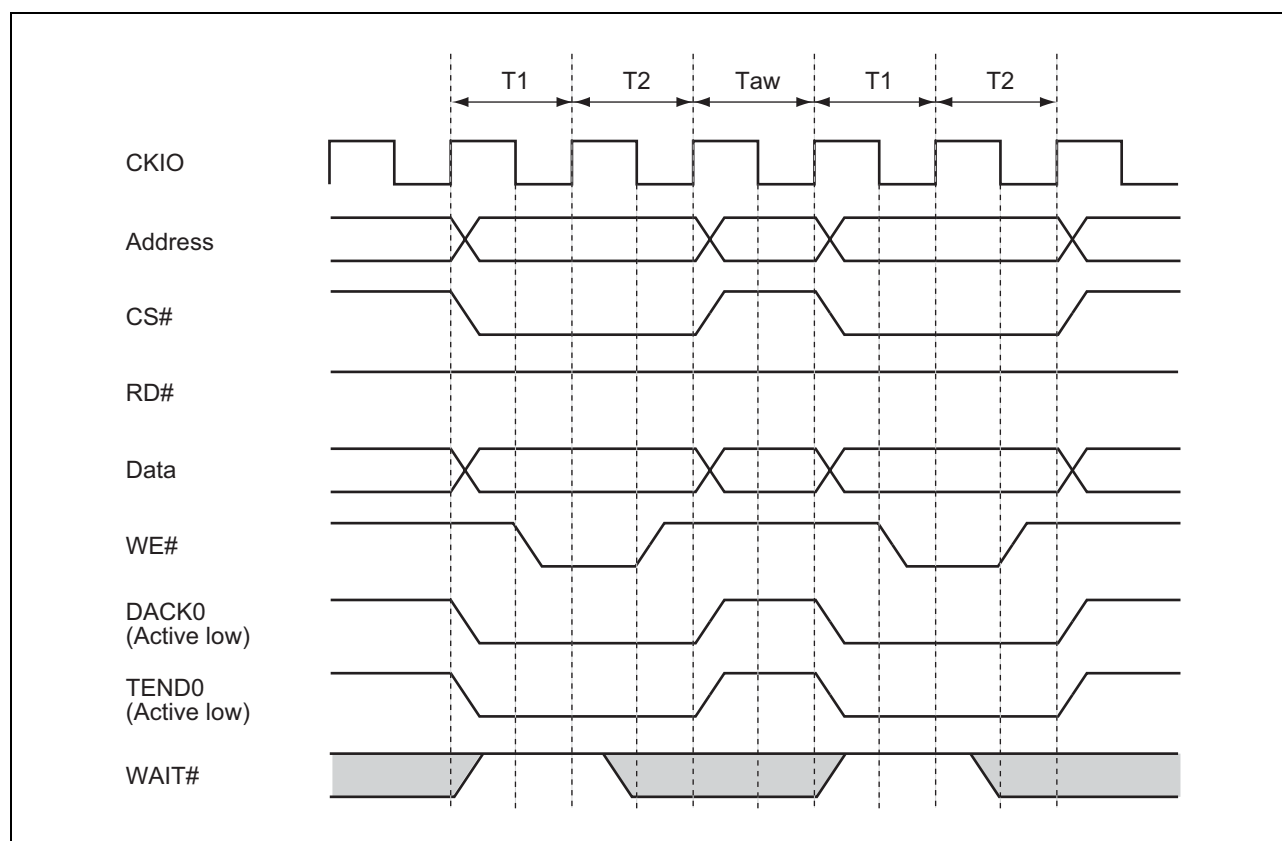 T1 T2 Taw T1 T2
CKIO
Address
CS#
RD#
Data
WE#
DACK0
(Active low)
TEND0
(Active low)
WAIT#